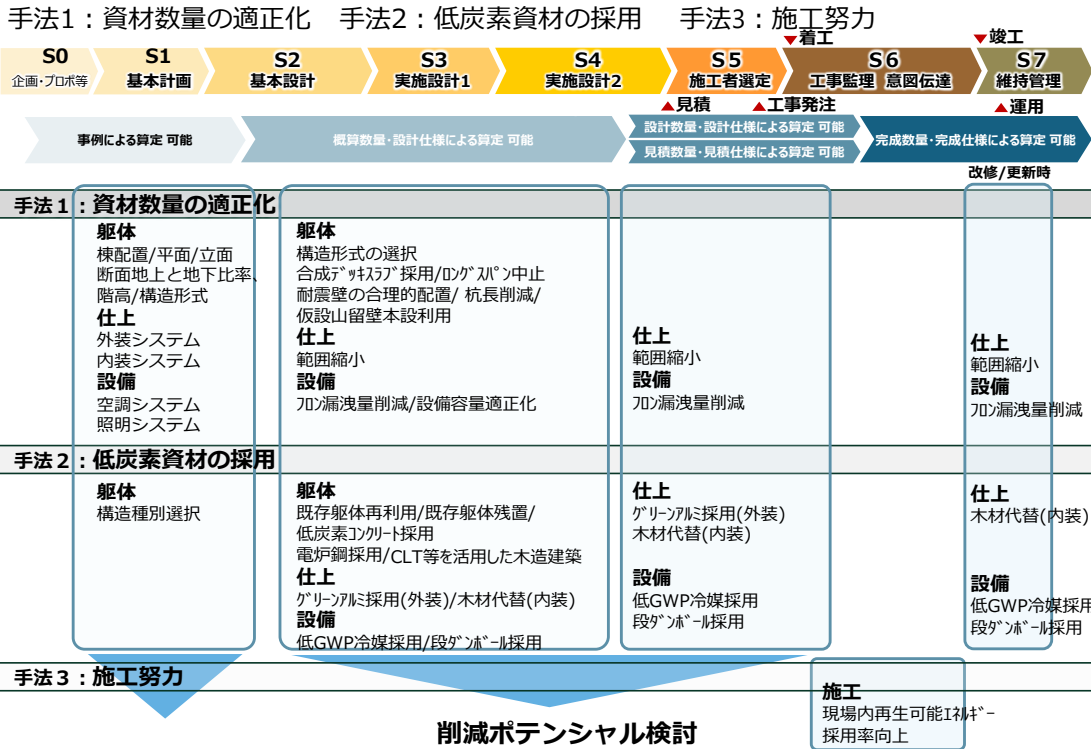 手法1：資材数量の適正化　手法2：低炭素資材の採用　手法3：施工努力
▼着工
▼竣工
S0
企画・プロポ等
S1
基本計画
S2
基本設計
S3
実施設計1
S4
実施設計2
S5
施工者選定
S6
工事監理 意図伝達
S7
維持管理
▲見積
▲工事発注
▲運用
事例による算定 可能
概算数量・設計仕様による算定 可能
設計数量・設計仕様による算定 可能
見積数量・見積仕様による算定 可能
完成数量・完成仕様による算定 可能
改修/更新時
手法１：資材数量の適正化
躯体
棟配置/平面/立面
断面地上と地下比率、
階高/構造形式
仕上
外装システム
内装システム
設備
空調システム
照明システム
躯体
構造形式の選択
合成ﾃﾞｯｷｽﾗﾌﾞ採用/ﾛﾝｸﾞｽﾊﾟﾝ中止
耐震壁の合理的配置/ 杭長削減/
仮設山留壁本設利用
仕上
範囲縮小
設備
ﾌﾛﾝ漏洩量削減/設備容量適正化
仕上
範囲縮小
設備
ﾌﾛﾝ漏洩量削減
仕上
範囲縮小
設備
ﾌﾛﾝ漏洩量削減
手法２：低炭素資材の採用
躯体
構造種別選択
躯体
既存躯体再利用/既存躯体残置/
低炭素ｺﾝｸﾘｰﾄ採用
電炉鋼採用/CLT等を活用した木造建築
仕上
ｸﾞﾘｰﾝｱﾙﾐ採用(外装)/木材代替(内装)
設備
低GWP冷媒採用/段ﾀﾞﾝﾎﾞｰﾙ採用
仕上
ｸﾞﾘｰﾝｱﾙﾐ採用(外装)
木材代替(内装)
設備
低GWP冷媒採用
段ﾀﾞﾝﾎﾞｰﾙ採用
仕上
木材代替(内装)
設備
低GWP冷媒採用
段ﾀﾞﾝﾎﾞｰﾙ採用
手法３：施工努力
施工
現場内再生可能ｴﾈﾙｷﾞｰ
採用率向上
削減ポテンシャル検討